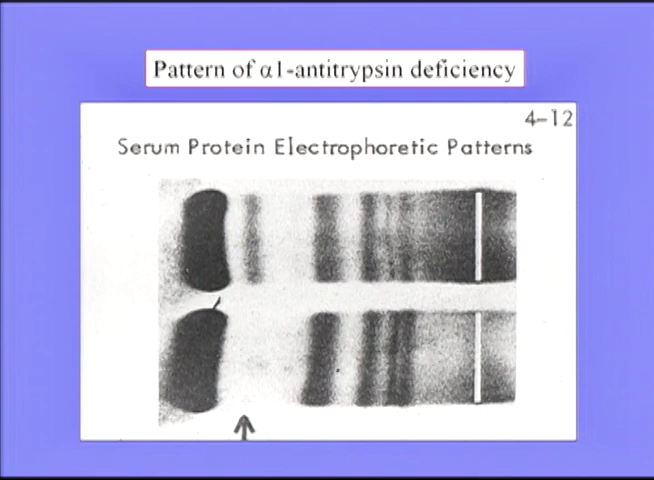 Pattern of α1-antitrypsin deficiency
4-12
Serum Protein Electrophoretic Patterns